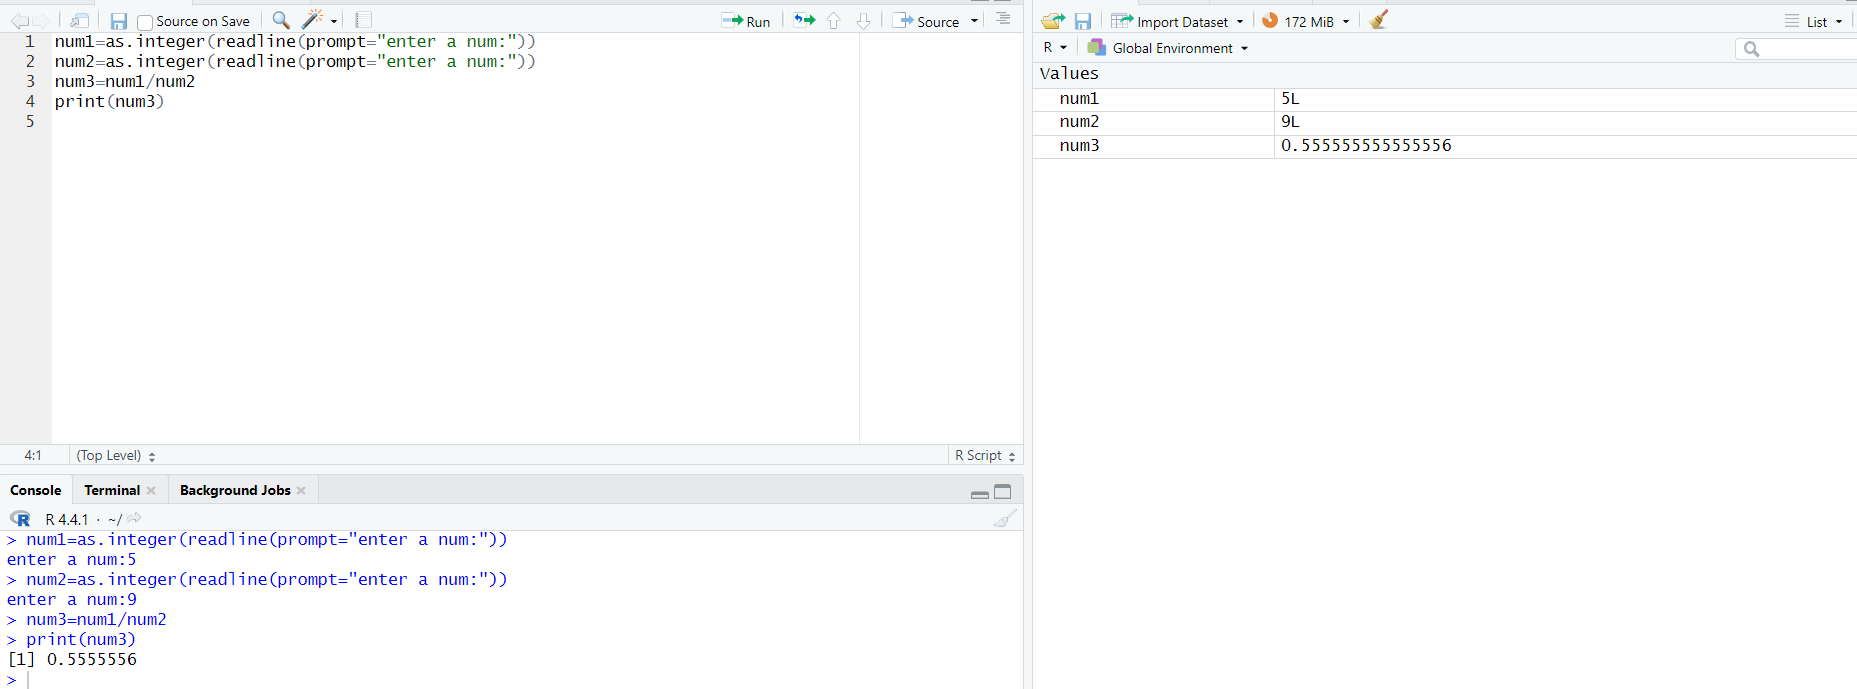 Source on Save
Run
Source
1 num1=as.integer(readline(prompt="enter a num:"))
2 num2=as.integer(readline(prompt="enter a num:"))
3 num3=num1/num2
4 print(num3)
5
4:1 (Top Level)
R Script
Console Terminal Background Jobs
R R 4.4.1 · ~/
> num1=as.integer(readline(prompt="enter a num:"))
enter a num:5
> num2=as.integer(readline(prompt="enter a num:"))
enter a num:9
> num3=num1/num2
> print(num3)
[1] 0.5555556
>
Import Dataset 172 MiB List
R Global Environment
Values
num1 5L
num2 9L
num3 0.555555555555556